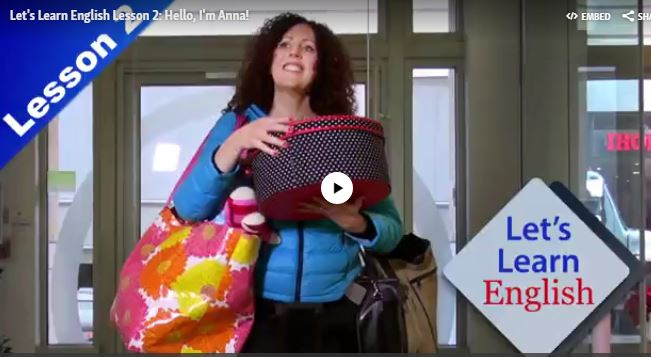 Let's Learn English Lesson 2: Hello, I'm Anna!
EMBED
Lesson 2
Let's
Learn
English